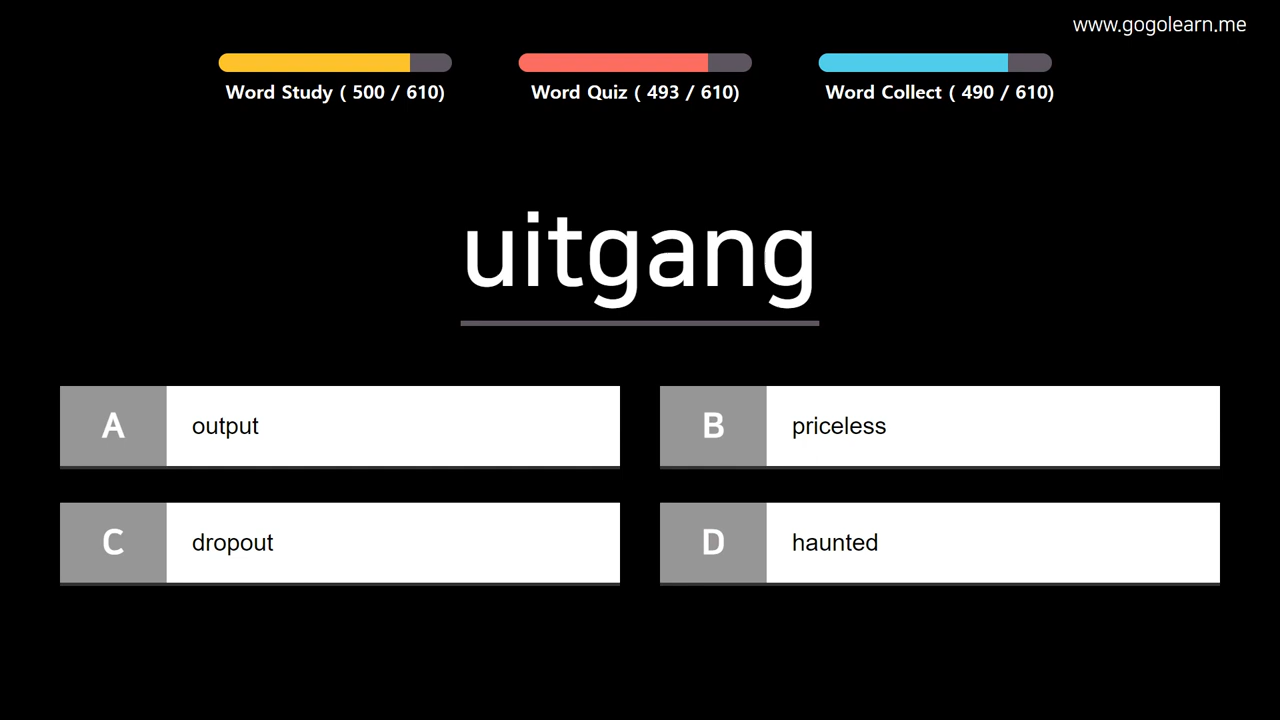 www.gogolearn.me
Word Study ( 500 / 610)
Word Quiz ( 493 / 610)
Word Collect ( 490 / 610)
uitgang
A output
B priceless
C dropout
D haunted